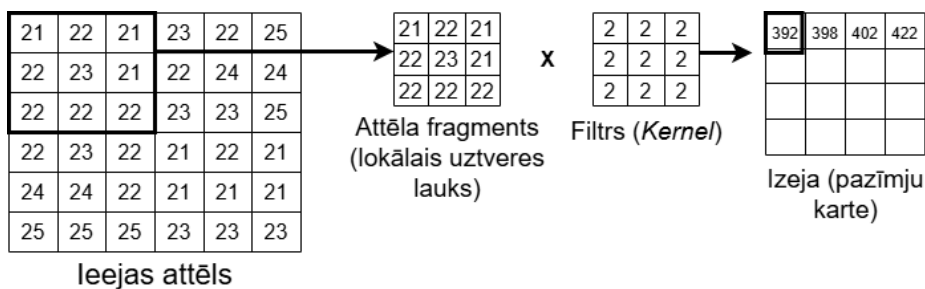 21 22 21 23 22 25
22 23 21 22 24 24
22 22 22 23 23 25
22 23 22 21 22 21
24 24 22 21 21 21
25 25 25 23 23 23
Ieejas attēls
21 22 21
22 23 21
22 22 22
Attēla fragments
(lokālais uztveres
lauks)
X
2 2 2
2 2 2
2 2 2
Filtrs (Kernel)
392 398 402 422
Izeja (pazīmju
karte)